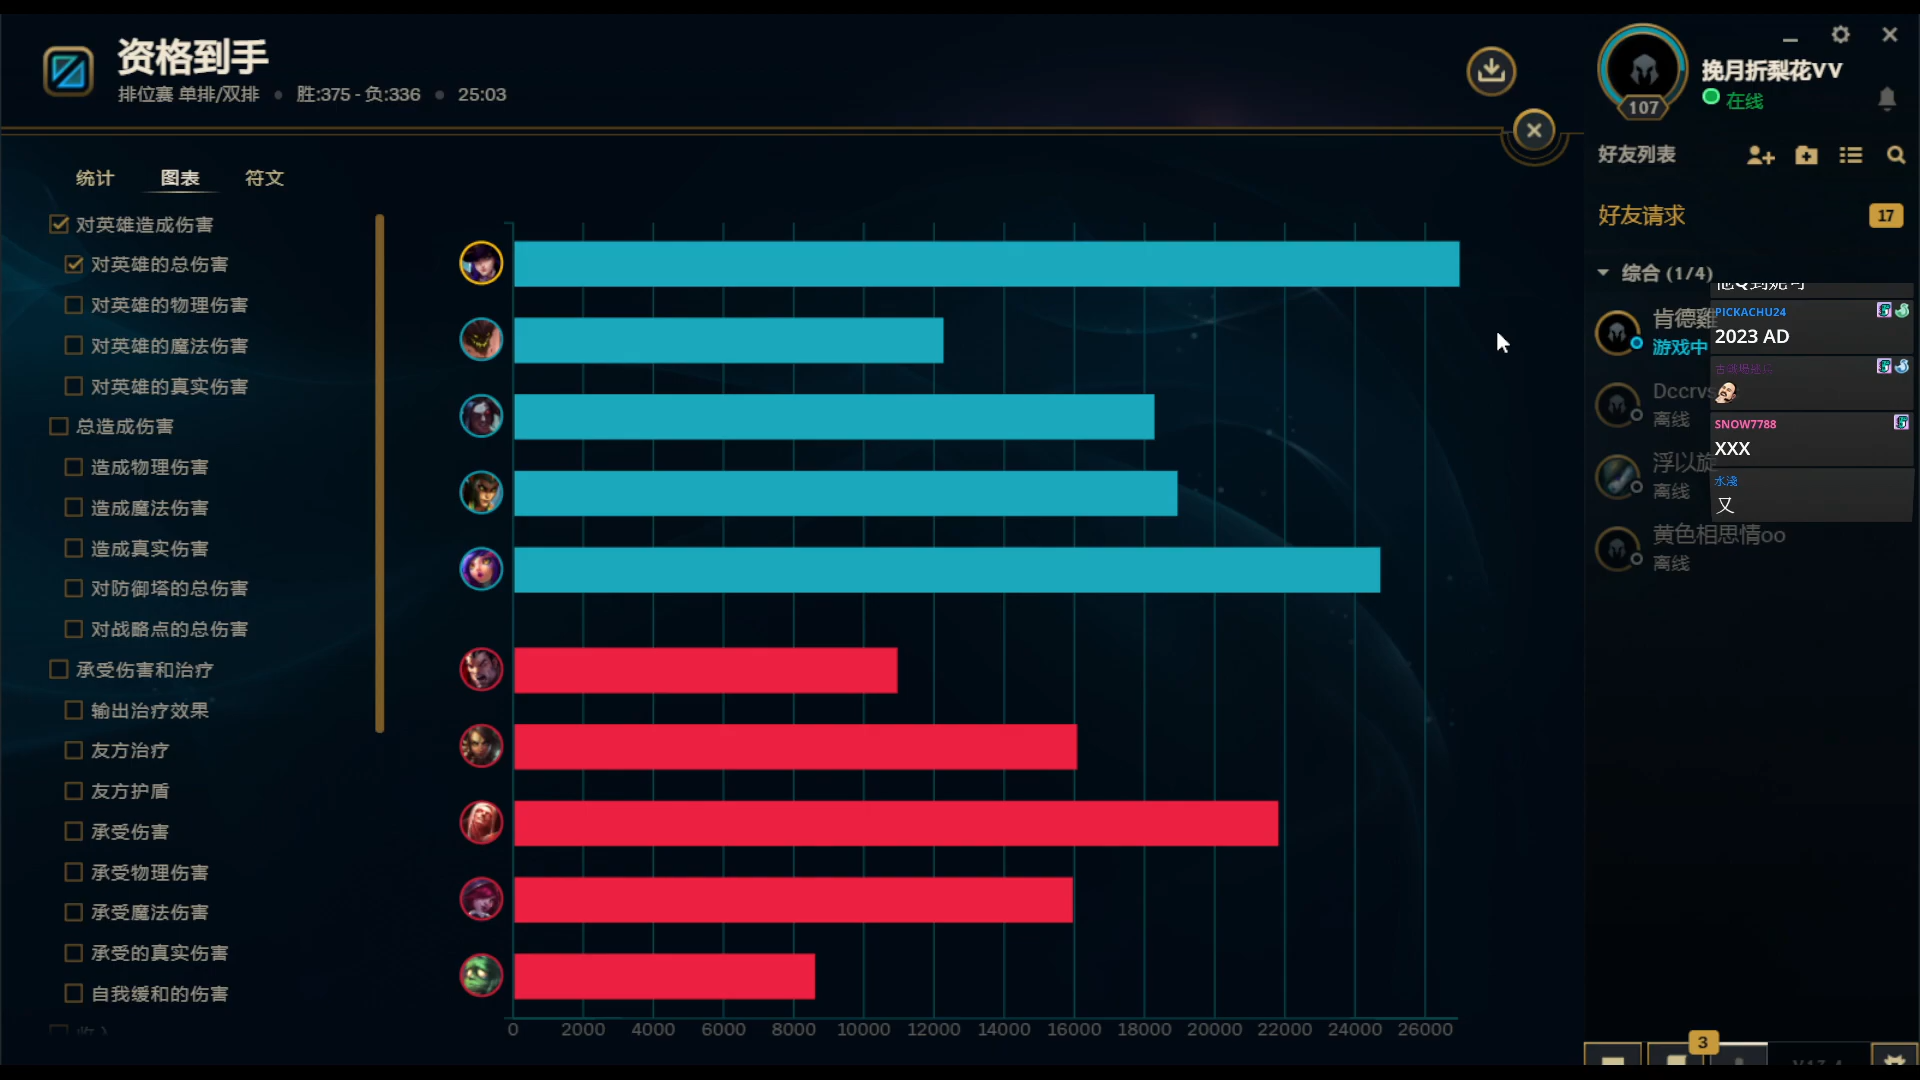 资格到手
排位赛 单排/双排 ● 胜:375 - 负:336 ● 25:03
统计 图表 符文
对英雄造成伤害
对英雄的总伤害
对英雄的物理伤害
对英雄的魔法伤害
对英雄的真实伤害
总造成伤害
造成物理伤害
造成魔法伤害
造成真实伤害
对防御塔的总伤害
对战略点的总伤害
承受伤害和治疗
输出治疗效果
友方治疗
友方护盾
承受伤害
承受物理伤害
承受魔法伤害
承受的真实伤害
自我缓和的伤害
0 2000 4000 6000 8000 10000 12000 14000 16000 18000 20000 22000 24000 26000
107
挽月折梨花VV
在线
好友列表
好友请求 17
综合 (1/4)
肯德雞
游戏中
Dccrvs
离线
浮以旋
离线
黄色相思情oo
离线
PICKACHU24
2023 AD
SNOW7788
XXX
水淺
又
3